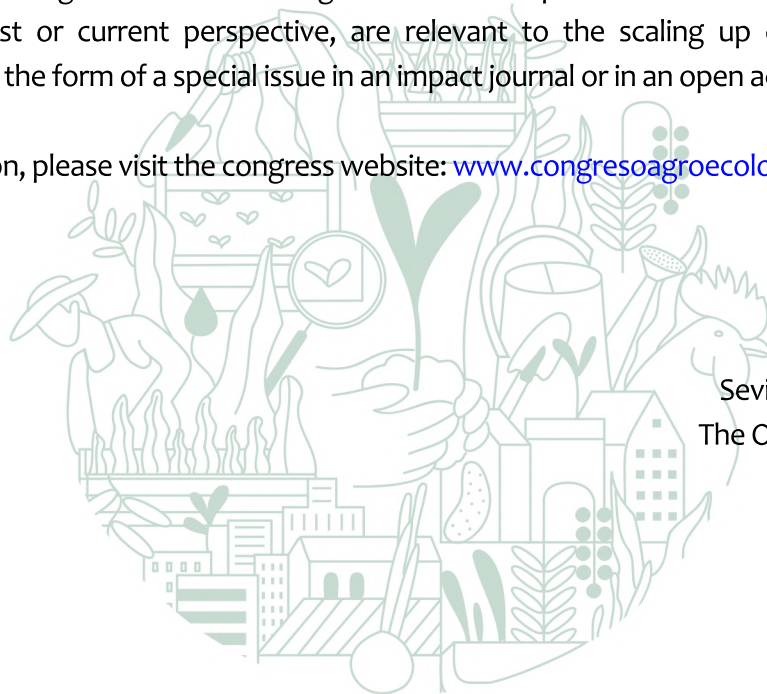 st or current perspective, are relevant to the scaling up
the form of a special issue in an impact journal or in an open
please visit the congress website: www.congresoagroecolo
Sevi
The O